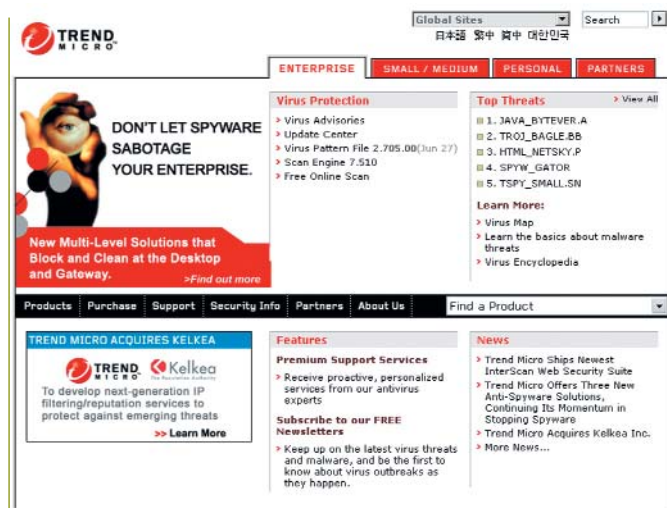 Global Sites
Search
TREND
MICRO™
日本語 繁中 简中 대한민국
ENTERPRISE
SMALL / MEDIUM
PERSONAL
PARTNERS
DON'T LET SPYWARE
SABOTAGE
YOUR ENTERPRISE.
New Multi-Level Solutions that
Block and Clean at the Desktop
and Gateway.
>Find out more
Virus Protection
> Virus Advisories
> Update Center
> Virus Pattern File 2.705.00(Jun 27)
> Scan Engine 7.510
> Free Online Scan
Top Threats
> View All
1. JAVA_BYTEVER.A
2. TROJ_BAGLE.BB
3. HTML_NETSKY.P
4. SPYW_GATOR
5. TSPY_SMALL.SN
Learn More:
> Virus Map
> Learn the basics about malware
threats
> Virus Encyclopedia
Products
Purchase
Support
Security Info
Partners
About Us
Find a Product
TREND MICRO ACQUIRES KELKEA
TREND
MICRO
Kelkea
The Reputation Authority
To develop next-generation IP
filtering/reputation services to
protect against emerging threats
>> Learn More
Features
Premium Support Services
> Receive proactive, personalized
services from our antivirus
experts
Subscribe to our FREE
Newsletters
> Keep up on the latest virus threats
and malware, and be the first to
know about virus outbreaks as
they happen.
News
> Trend Micro Ships Newest
InterScan Web Security Suite
> Trend Micro Offers Three New
Anti-Spyware Solutions,
Continuing Its Momentum in
Stopping Spyware
> Trend Micro Acquires Kelkea Inc.
> More News...